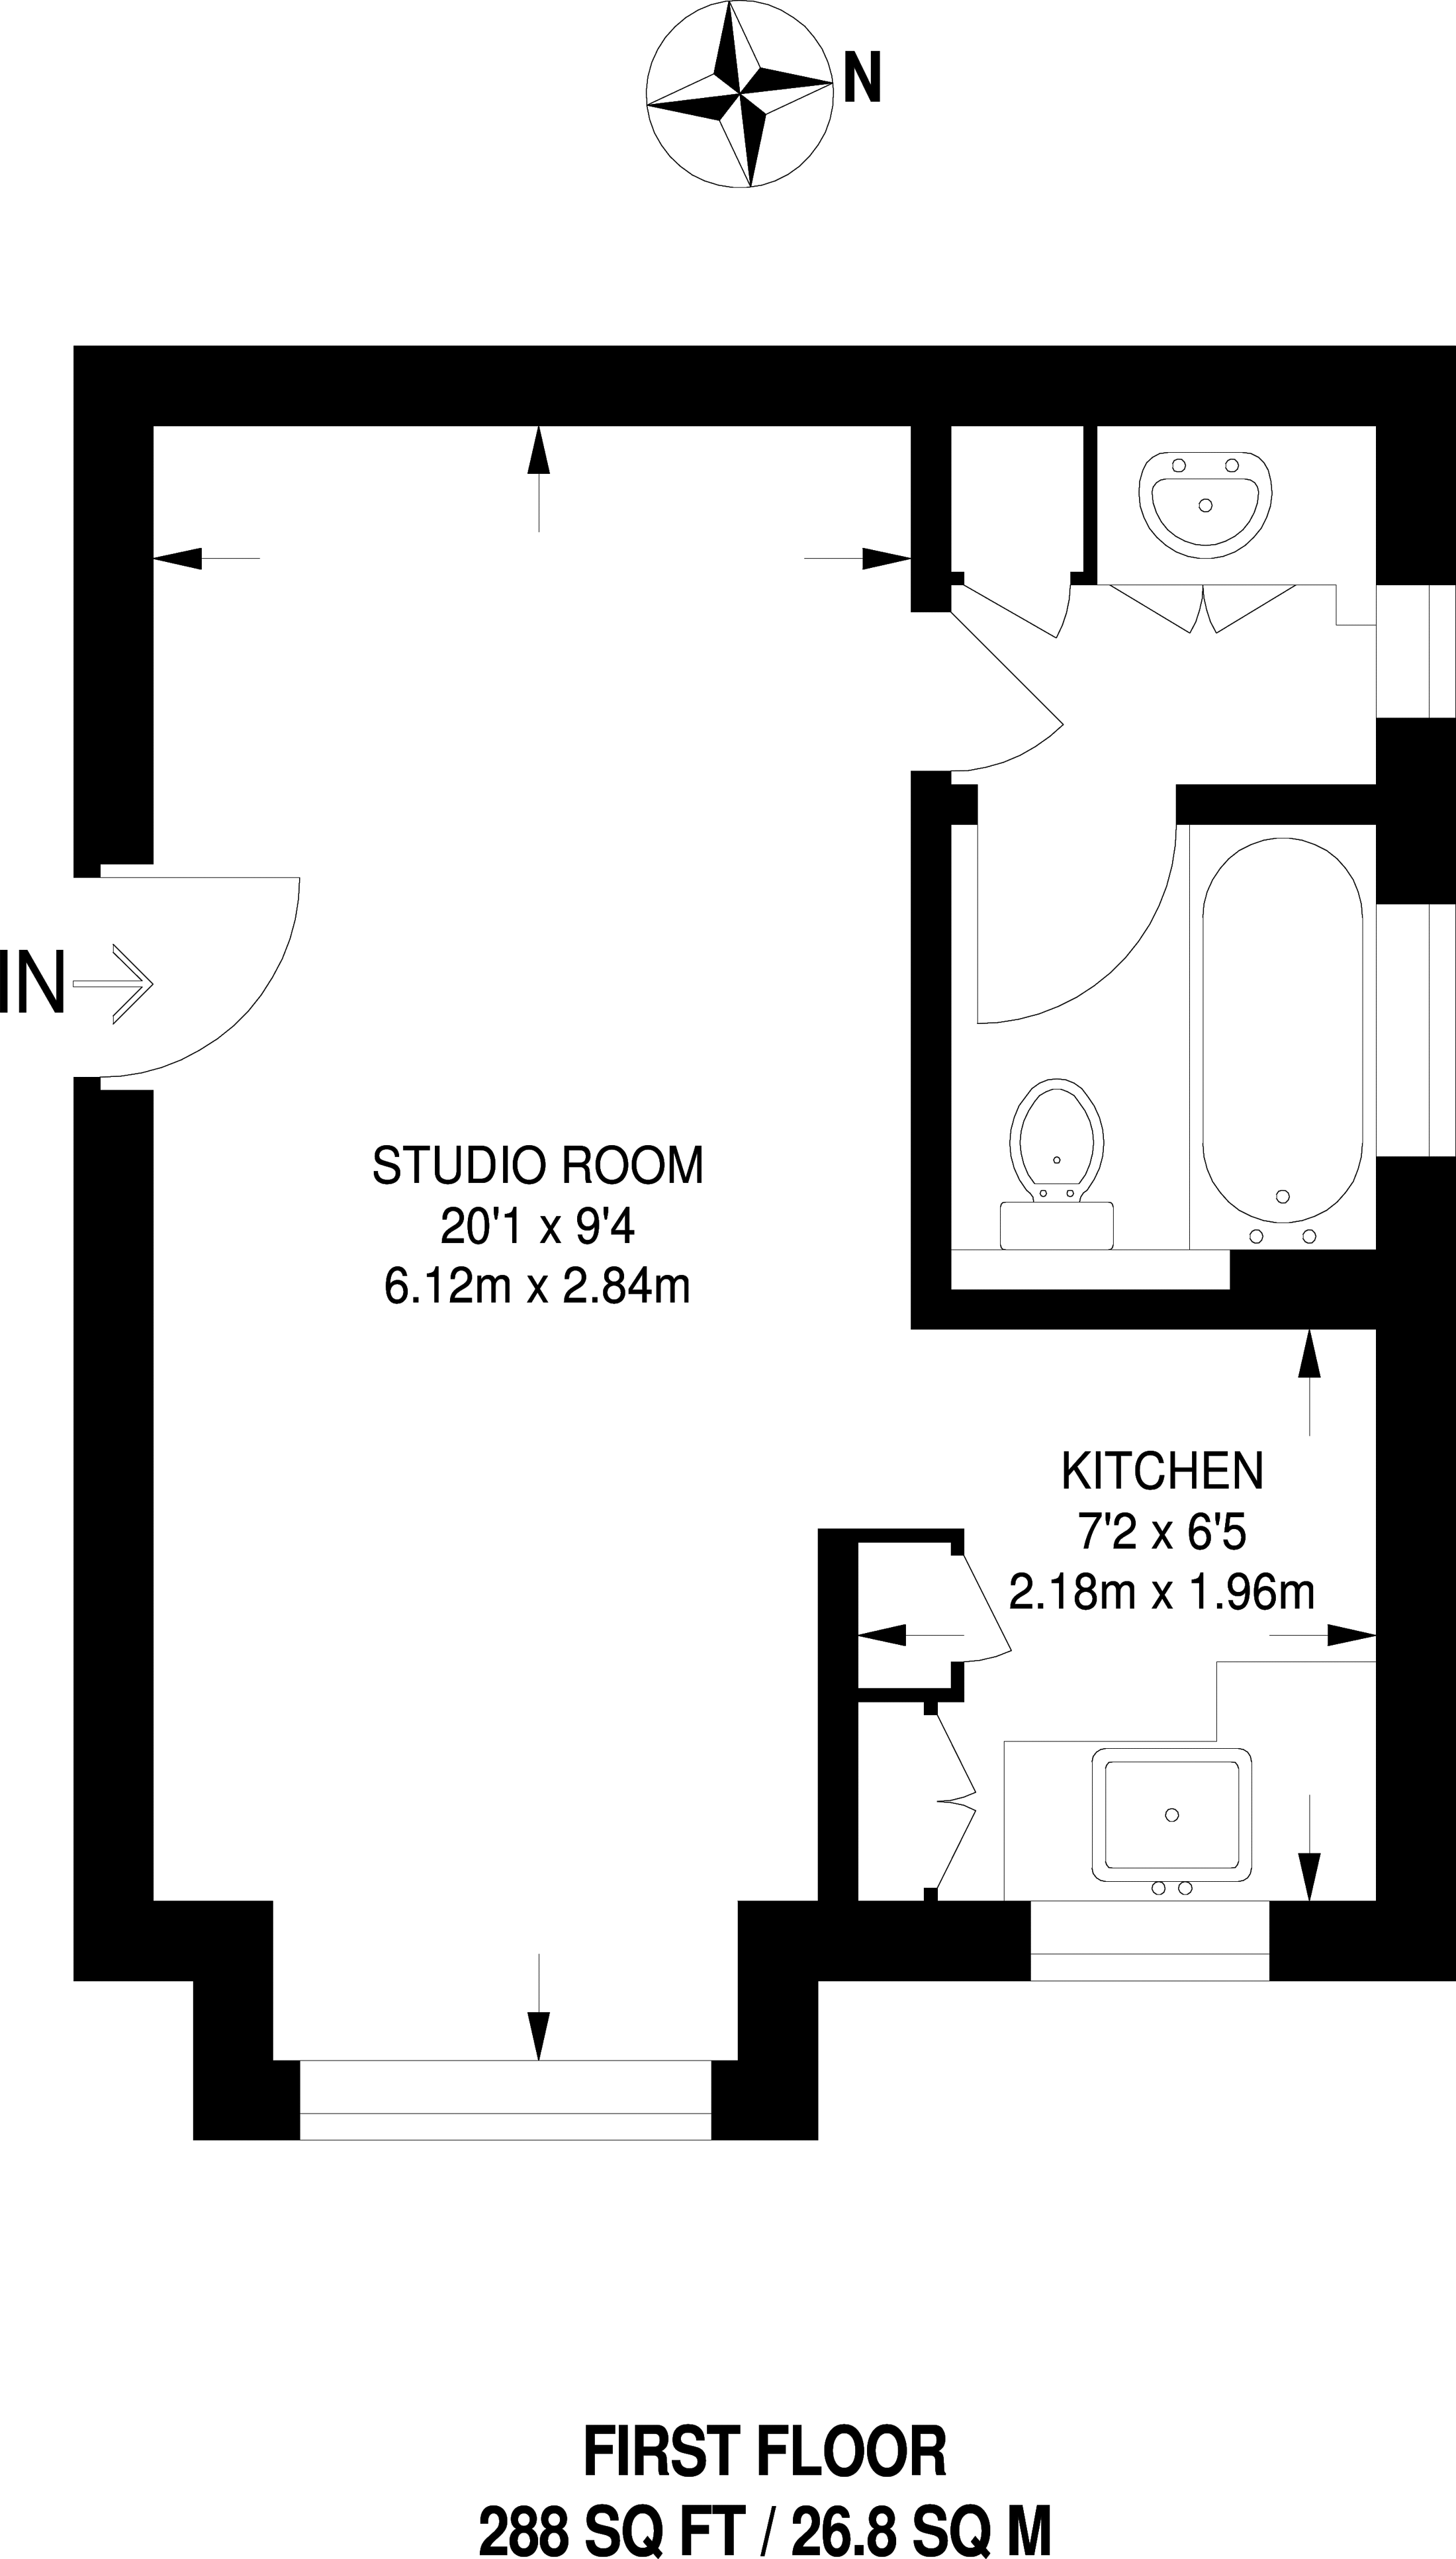 N
IN
STUDIO ROOM
20'1 x 9'4
6.12m x 2.84m
KITCHEN
7'2 x 6'5
2.18m x 1.96m
FIRST FLOOR
288 SQ FT / 26.8 SQ M